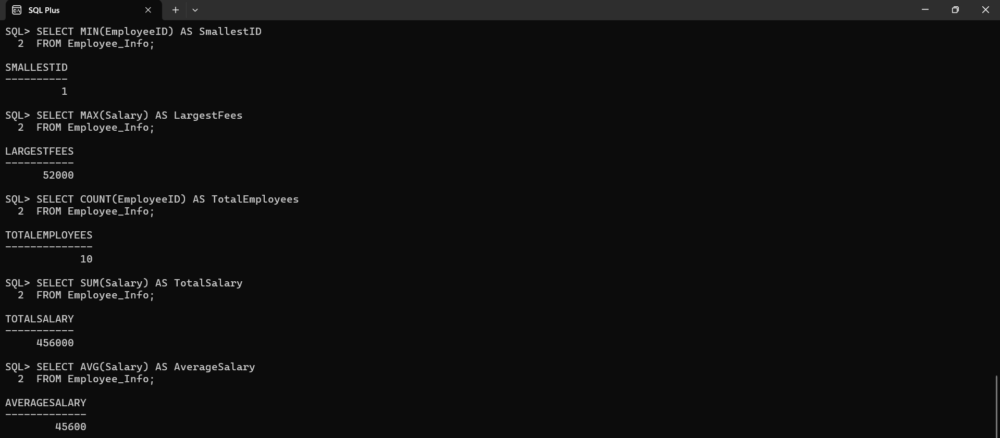 SQL Plus
SQL> SELECT MIN(EmployeeID) AS SmallestID
  2  FROM Employee_Info;

SMALLESTID
----------
         1

SQL> SELECT MAX(Salary) AS LargestFees
  2  FROM Employee_Info;

LARGESTFEES
-----------
      52000

SQL> SELECT COUNT(EmployeeID) AS TotalEmployees
  2  FROM Employee_Info;

TOTALEMPLOYEES
--------------
            10

SQL> SELECT SUM(Salary) AS TotalSalary
  2  FROM Employee_Info;

TOTALSALARY
-----------
     456000

SQL> SELECT AVG(Salary) AS AverageSalary
  2  FROM Employee_Info;

AVERAGESALARY
-------------
        45600